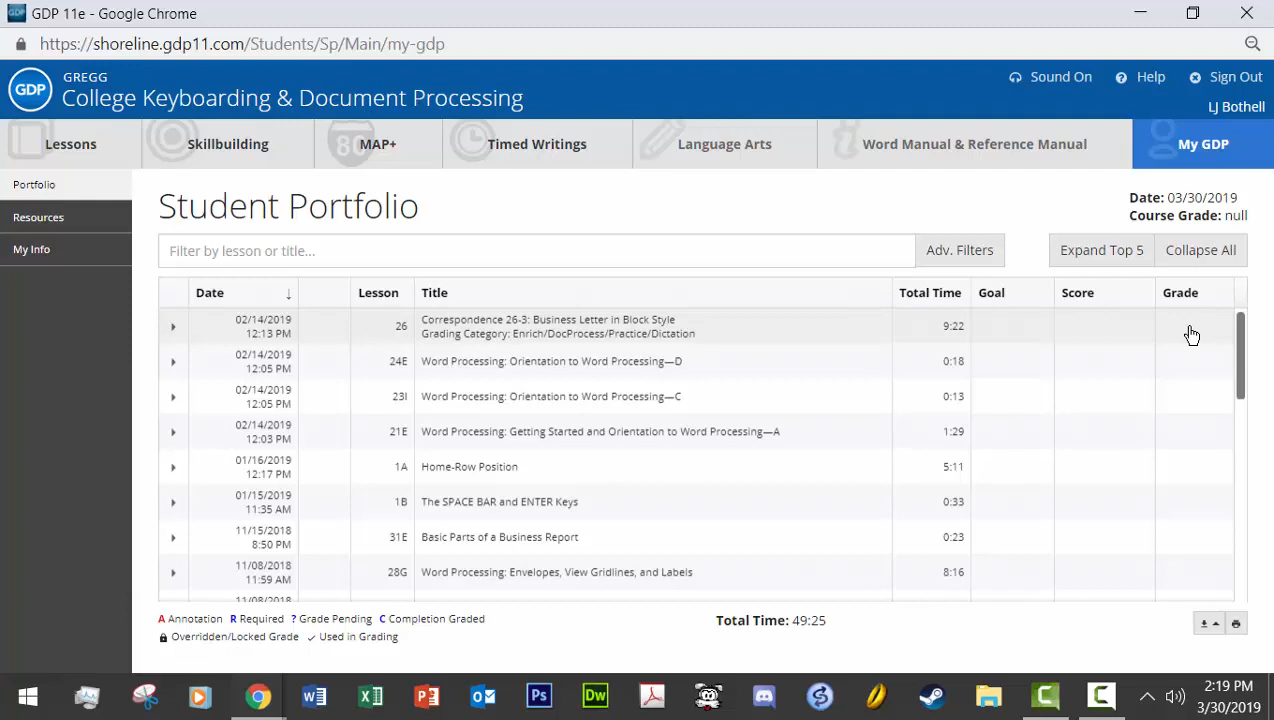 GDP 11e - Google Chrome
https://shoreline.gdp11.com/Students/Sp/Main/my-gdp
GDP
GREGG
College Keyboarding & Document Processing
Sound On
Help
Sign Out
LJ Bothell
Lessons
Skillbuilding
80
MAP+
Timed Writings
Language Arts
Word Manual & Reference Manual
My GDP
Portfolio
Resources
My Info
Student Portfolio
Date: 03/30/2019
Course Grade: null
Filter by lesson or title...
Adv. Filters
Expand Top 5
Collapse All
Date ↓ Lesson Title Total Time Goal Score Grade
02/14/2019
12:13 PM
26
Correspondence 26-3: Business Letter in Block Style
Grading Category: Enrich/DocProcess/Practice/Dictation
9:22
02/14/2019
12:05 PM
24E
Word Processing: Orientation to Word Processing—D
0:18
02/14/2019
12:05 PM
23I
Word Processing: Orientation to Word Processing—C
0:13
02/14/2019
12:03 PM
21E
Word Processing: Getting Started and Orientation to Word Processing—A
1:29
01/16/2019
12:17 PM
1A
Home-Row Position
5:11
01/15/2019
11:35 AM
1B
The SPACE BAR and ENTER Keys
0:33
11/15/2018
8:50 PM
31E
Basic Parts of a Business Report
0:23
11/08/2018
11:59 AM
28G
Word Processing: Envelopes, View Gridlines, and Labels
8:16
11/08/2018
A Annotation R Required ? Grade Pending C Completion Graded
Overridden/Locked Grade ✓ Used in Grading
Total Time: 49:25
2:19 PM
3/30/2019